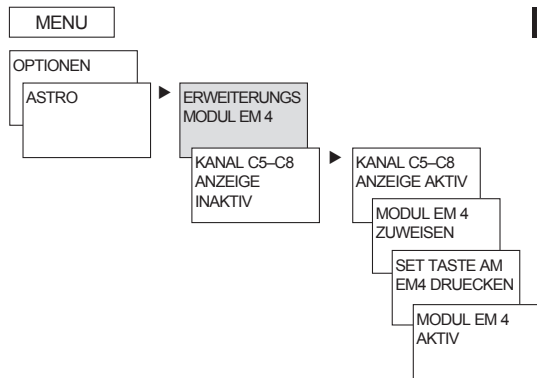 MENU
OPTIONEN
ASTRO
ERWEITERUNGS
MODUL EM 4
KANAL C5–C8
ANZEIGE
INAKTIV
KANAL C5–C8
ANZEIGE AKTIV
MODUL EM 4
ZUWEISEN
SET TASTE AM
EM4 DRUECKEN
MODUL EM 4
AKTIV